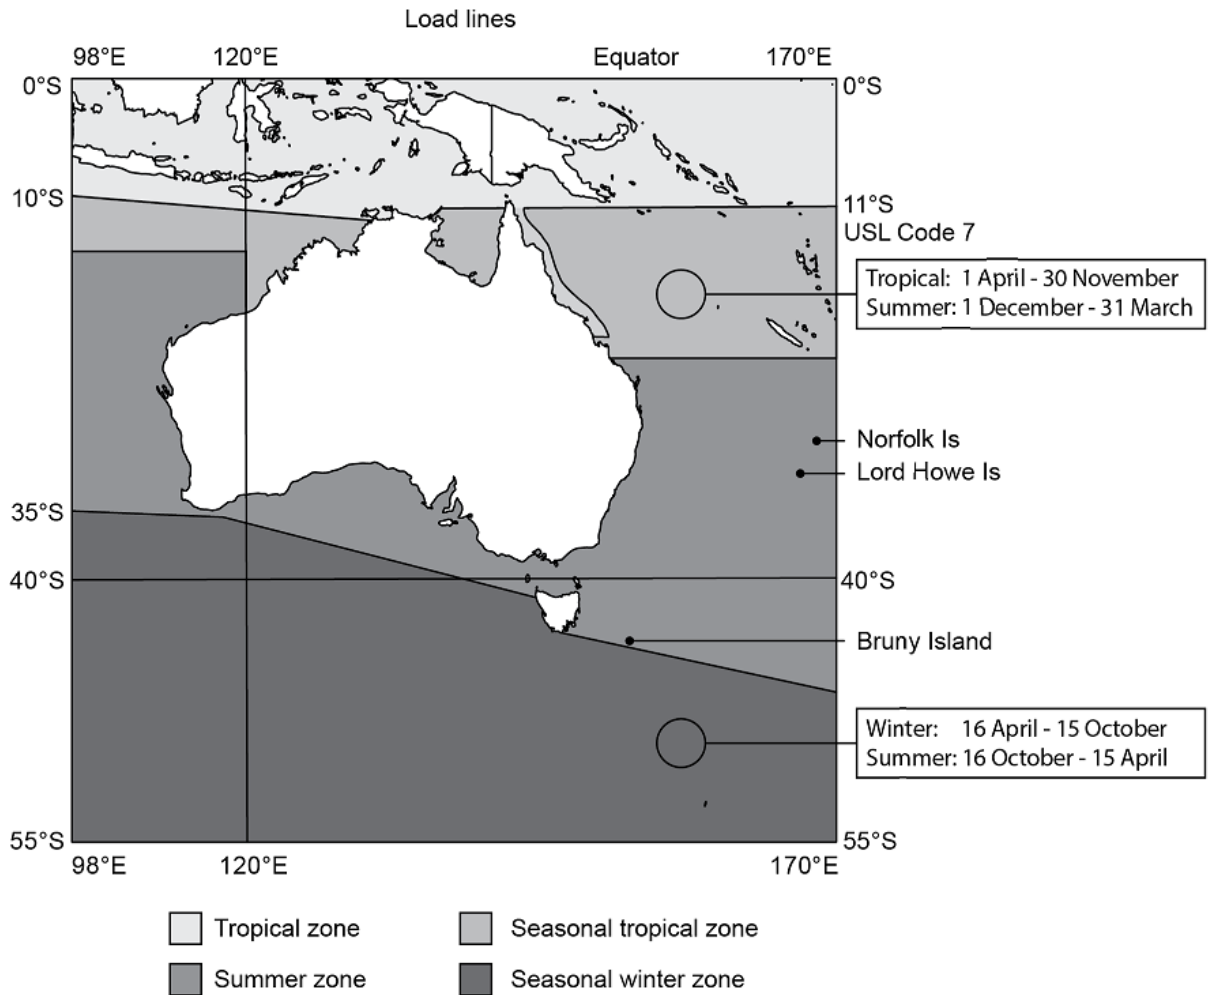 Load lines
98°E 120°E Equator 170°E
0°S 0°S
10°S 11°S
USL Code 7
Tropical: 1 April - 30 November
Summer: 1 December - 31 March
Norfolk Is
Lord Howe Is
35°S
40°S 40°S
Bruny Island
Winter: 16 April - 15 October
Summer: 16 October - 15 April
55°S 55°S
98°E 120°E 170°E
Tropical zone Seasonal tropical zone
Summer zone Seasonal winter zone